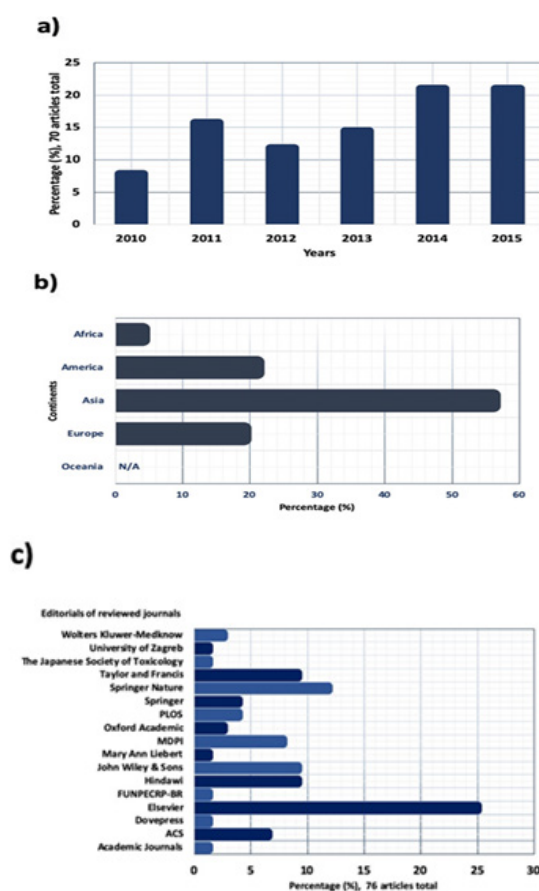 a)
Percentage (%), 70 articles total
25
20
15
10
5
0
2010 2011 2012 2013 2014 2015
Years
b)
Continents
Africa
America
Asia
Europe
Oceania N/A
0 10 20 30 40 50 60
Percentage (%)
c)
Editorials of reviewed journals
Wolters Kluwer-Medknow
University of Zagreb
The Japanese Society of Toxicology
Taylor and Francis
Springer Nature
Springer
PLOS
Oxford Academic
MDPI
Mary Ann Liebert
John Wiley & Sons
Hindawi
FUNPECRP-BR
Elsevier
Dovepress
ACS
Academic Journals
0 5 10 15 20 25 30
Percentage (%), 76 articles total